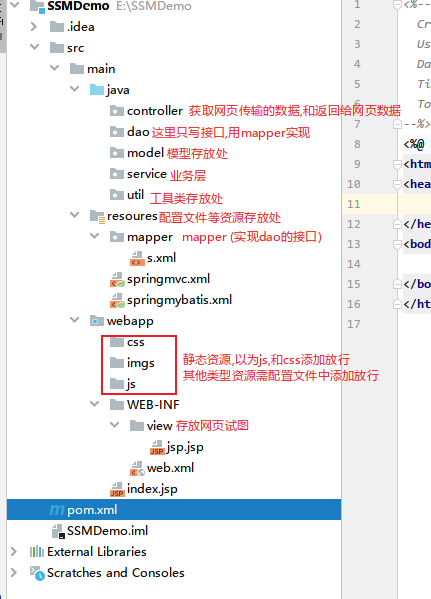 SSMDemo E:\SSMDemo
.idea
src
main
java
controller 获取网页传输的数据,和返回给网页数据
dao 这里只写接口,用mapper实现
model 模型存放处
service 业务层
util 工具类存放处
resoures 配置文件等资源存放处
mapper mapper (实现dao的接口)
s.xml
springmvc.xml
springmybatis.xml
webapp
css
imgs
js
静态资源,以为js,和css添加放行
其他类型资源需配置文件中添加放行
WEB-INF
view 存放网页试图
jsp.jsp
web.xml
index.jsp
pom.xml
SSMDemo.iml
External Libraries
Scratches and Consoles
1 <%--
2 Cr
3 Us
4 Da
5 Ti
6 To
7 --%>
8 <%@
9 <htm
10 <hea
11
12 </he
13 <bod
14
15 </bo
16 </ht
17